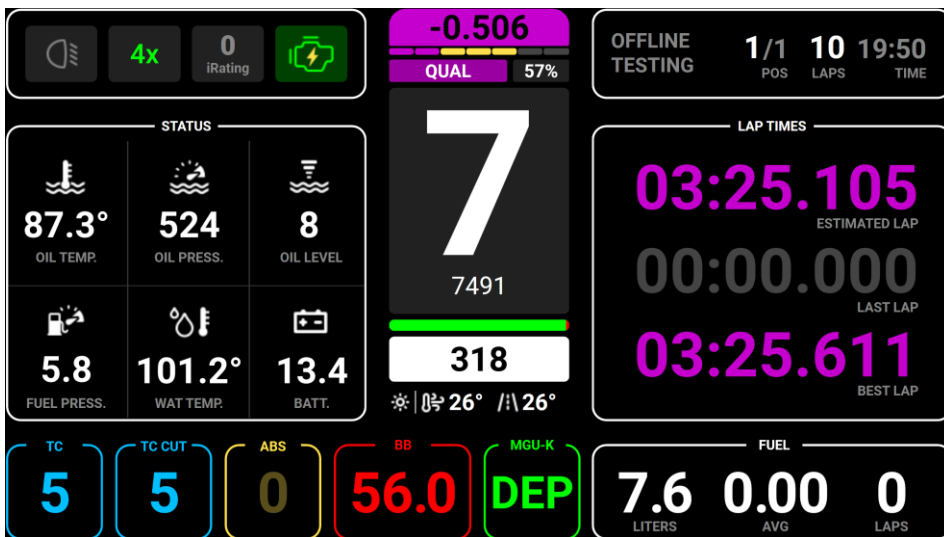 4x
0
iRating
-0.506
QUAL 57%
7
7491
318
26° 26°
OFFLINE
TESTING
1/1 10 19:50
POS LAPS TIME
STATUS
87.3° 524 8
OIL TEMP. OIL PRESS. OIL LEVEL
5.8 101.2° 13.4
FUEL PRESS. WAT TEMP. BATT.
LAP TIMES
03:25.105
ESTIMATED LAP
00:00.000
LAST LAP
03:25.611
BEST LAP
TC TC CUT ABS BB MGU-K
5 5 0 56.0 DEP
FUEL
7.6 0.00 0
LITERS AVG LAPS